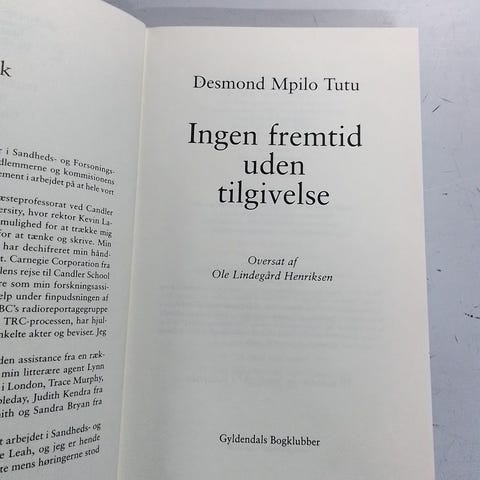 k
r i Sandheds- og Forsonings-
dlemmerne og kommisionens
ement i arbejdet på at hele vort
æsteprofessorat ved Candler
ersity, hvor rektor Kevin La-
mulighed for at trække mig
for at tænke og skrive. Min
har dechifreret min hånd-
t. Carnegie Corporation fra
lens rejse til Candler School
re som min forskningsassi-
elp under finpudsningen af
BC's radioreportagegruppe
TRC-processen, har hjul-
nkelte akter og beviser. Jeg
den assistance fra en ræk-
min litterære agent Lynn
i London, Trace Murphy,
bleday, Judith Kendra fra
ith og Sandra Bryan fra
t arbejdet i Sandheds- og
e Leah, og jeg er hende
te mens høringerne stod
Desmond Mpilo Tutu
Ingen fremtid
uden
tilgivelse
Oversat af
Ole Lindegård Henriksen
Gyldendals Bogklubber